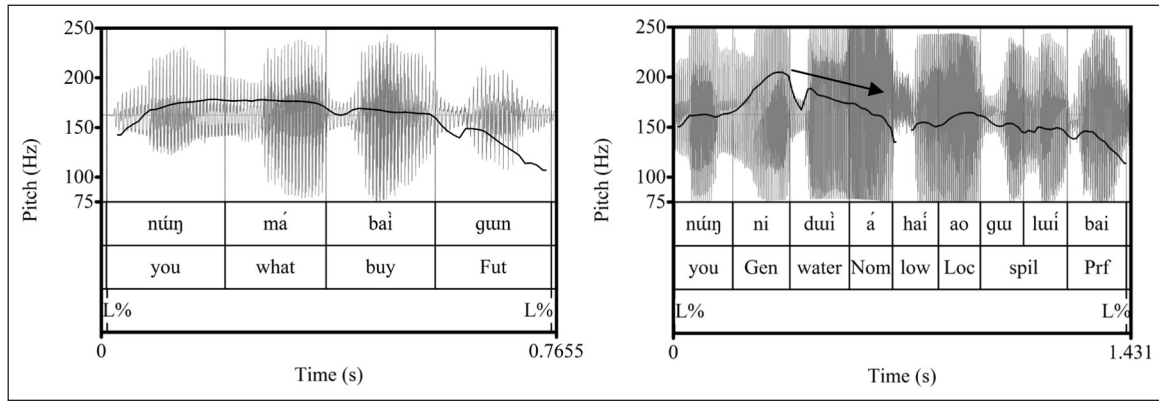 250
200
150
100
75
Pitch (Hz)
nɯ́ŋ má baì gɯn
you what buy Fut
L% L%
0 0.7655
Time (s)
250
200
150
100
75
Pitch (Hz)
nɯ́ŋ ni dɯì á haí ao gɯ lɯí bai
you Gen water Nom low Loc spil Prf
L% L%
0 1.431
Time (s)